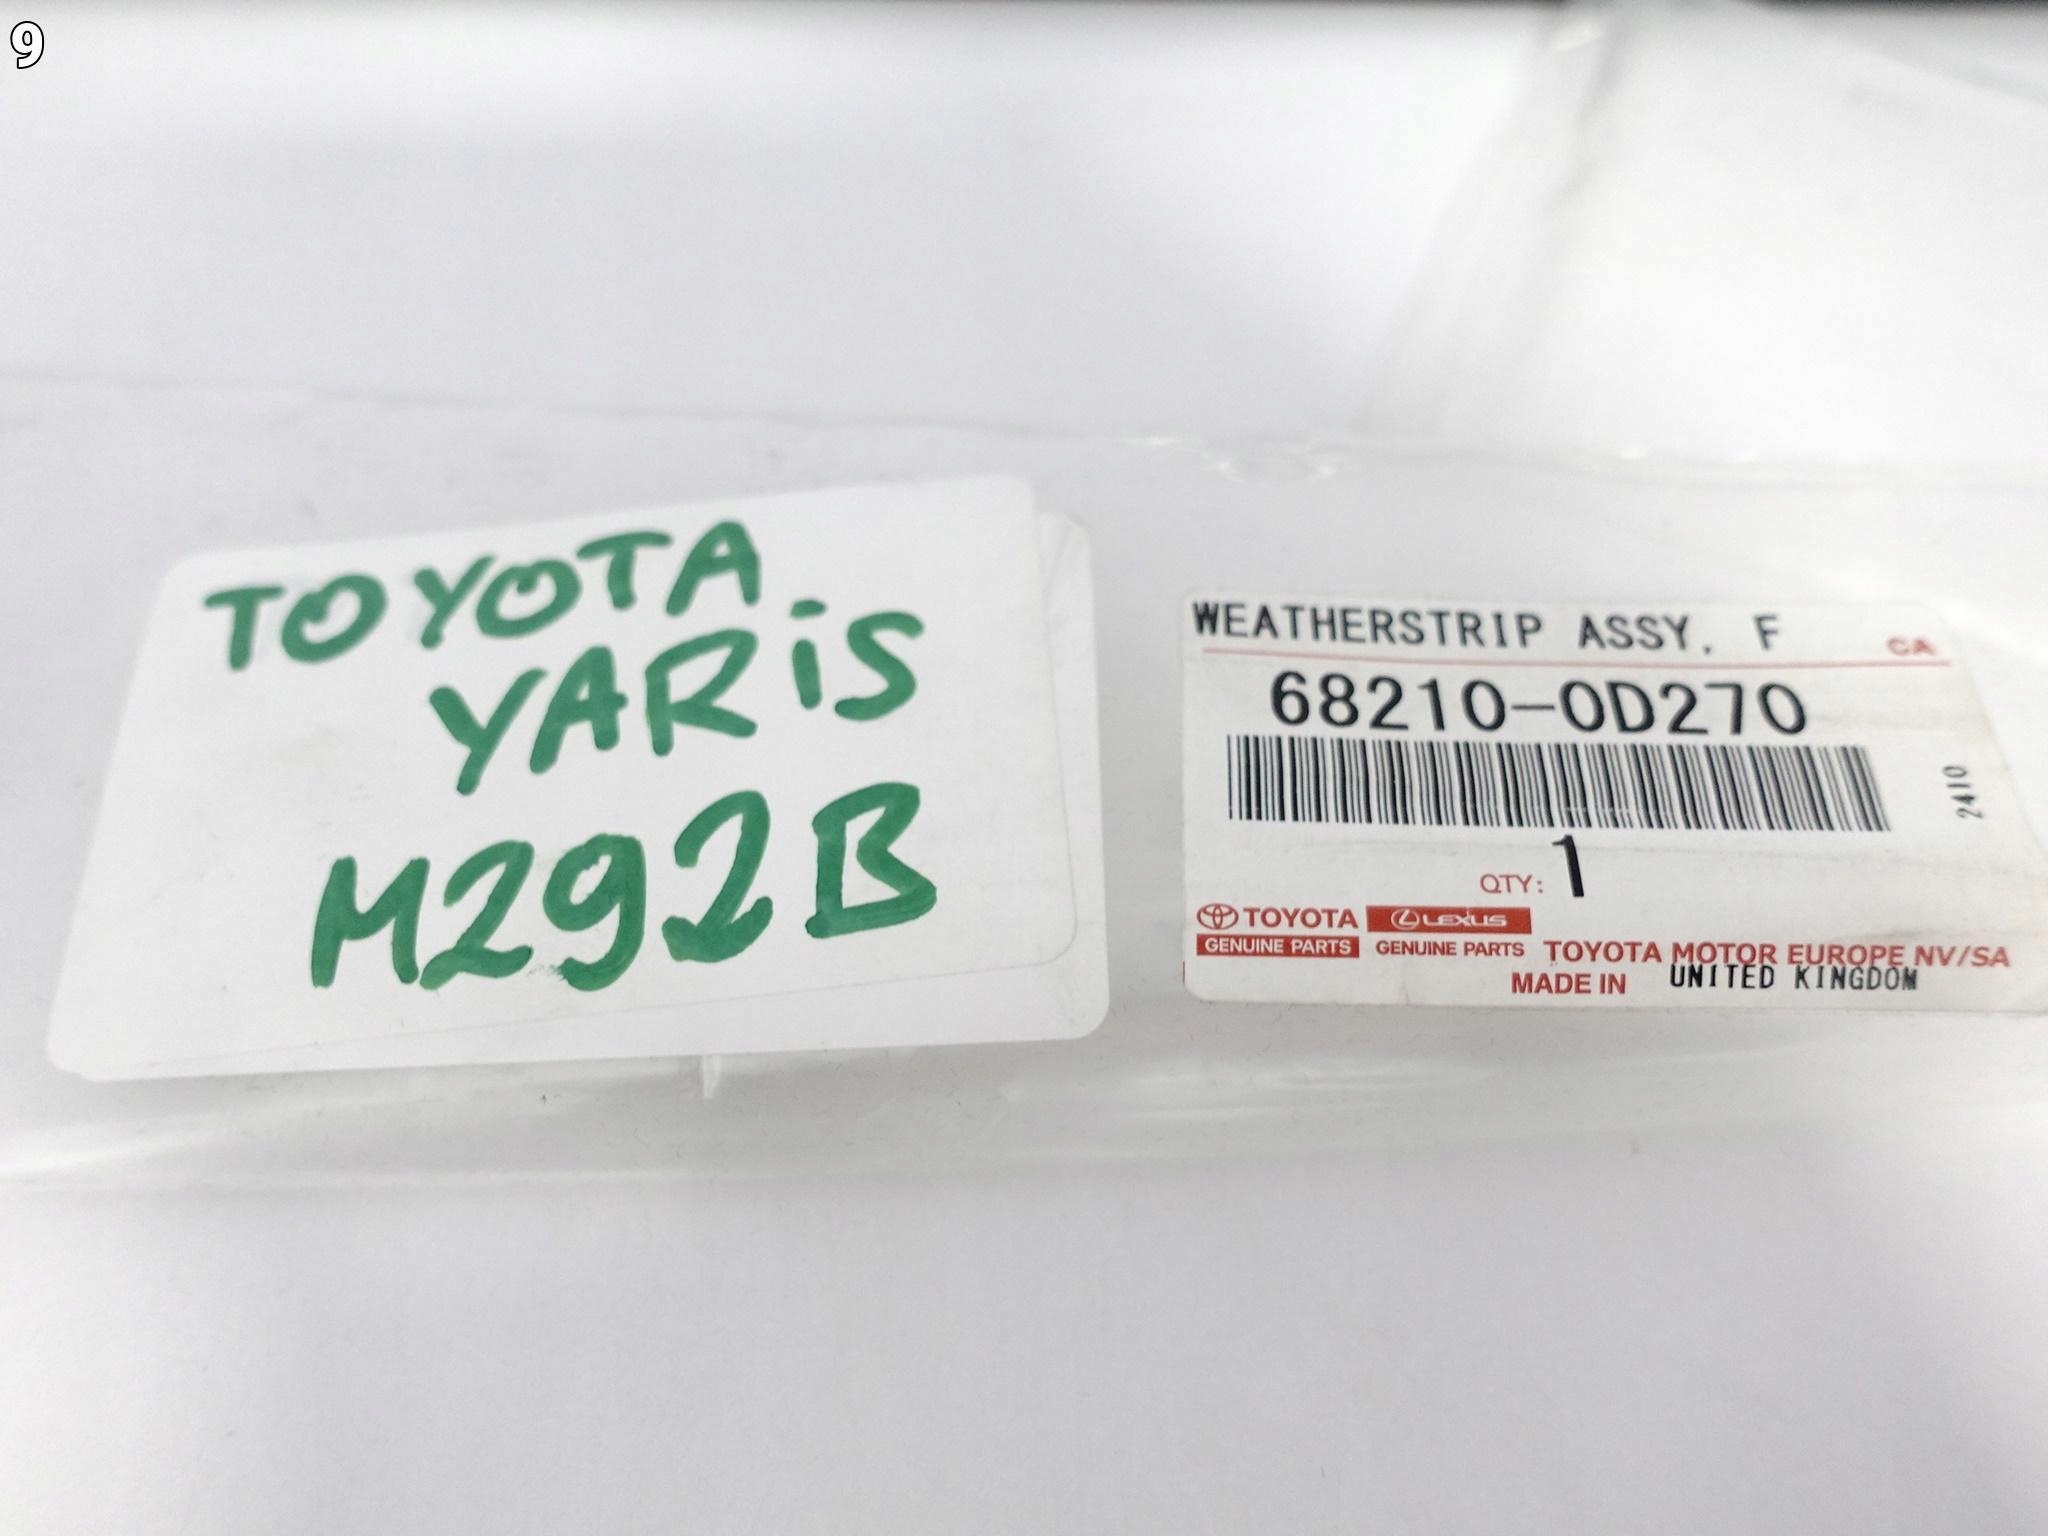 9
TOYOTA
YARiS
M292B
WEATHERSTRIP ASSY, F
CA
68210-0D270
2410
QTY: 1
TOYOTA LEXUS
GENUINE PARTS GENUINE PARTS TOYOTA MOTOR EUROPE NV/SA
MADE IN UNITED KINGDOM